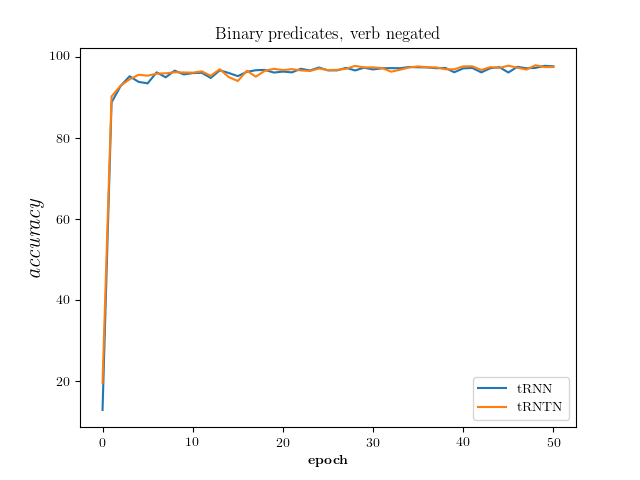 Binary predicates, verb negated
100
80
60
40
20
accuracy
0 10 20 30 40 50
epoch
tRNN
tRNTN